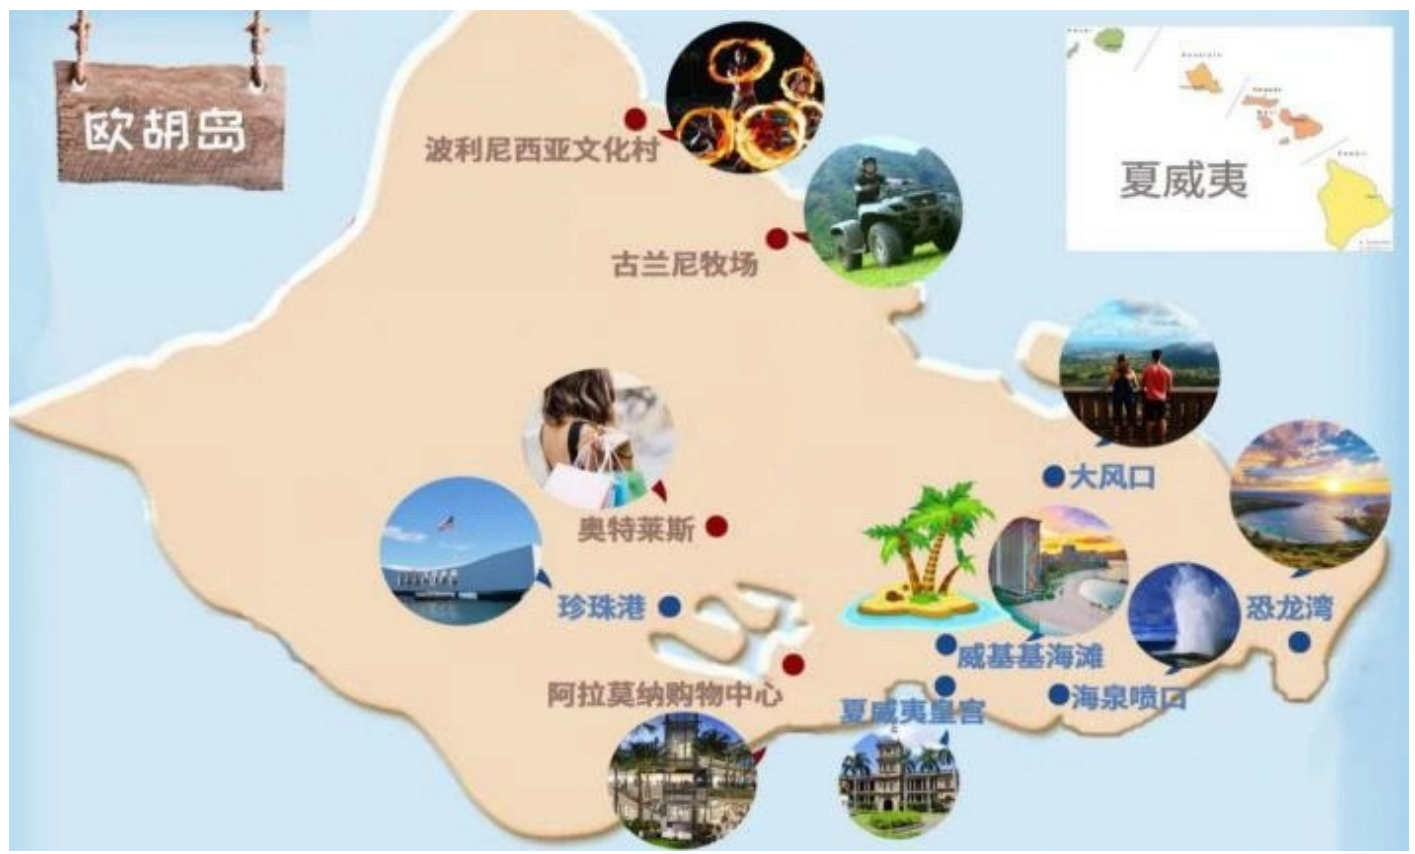 欧胡岛
夏威夷
波利尼西亚文化村
古兰尼牧场
大风口
奥特莱斯
珍珠港
恐龙湾
威基基海滩
阿拉莫纳购物中心
海泉喷口
夏威夷皇宫